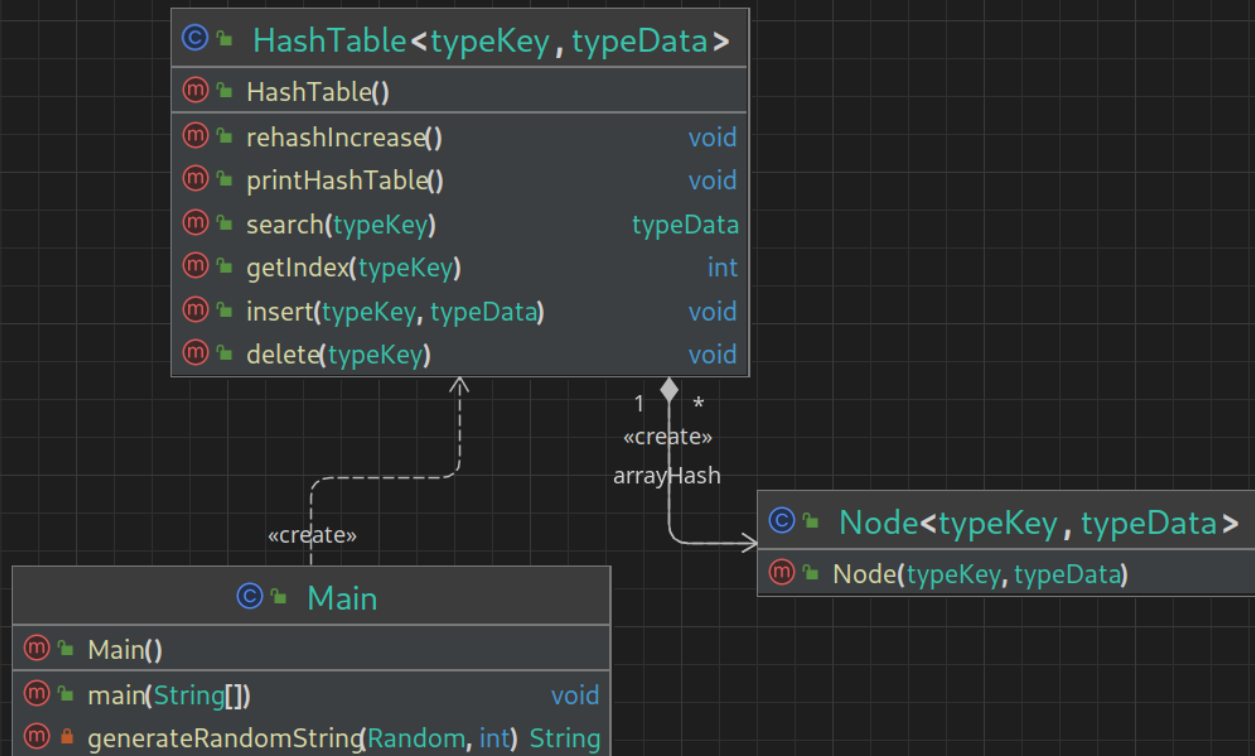 HashTable<typeKey, typeData>
HashTable()
rehashIncrease() void
printHashTable() void
search(typeKey) typeData
getIndex(typeKey) int
insert(typeKey, typeData) void
delete(typeKey) void
1 *
«create»
arrayHash
«create»
Node<typeKey, typeData>
Node(typeKey, typeData)
Main
Main()
main(String[]) void
generateRandomString(Random, int) String